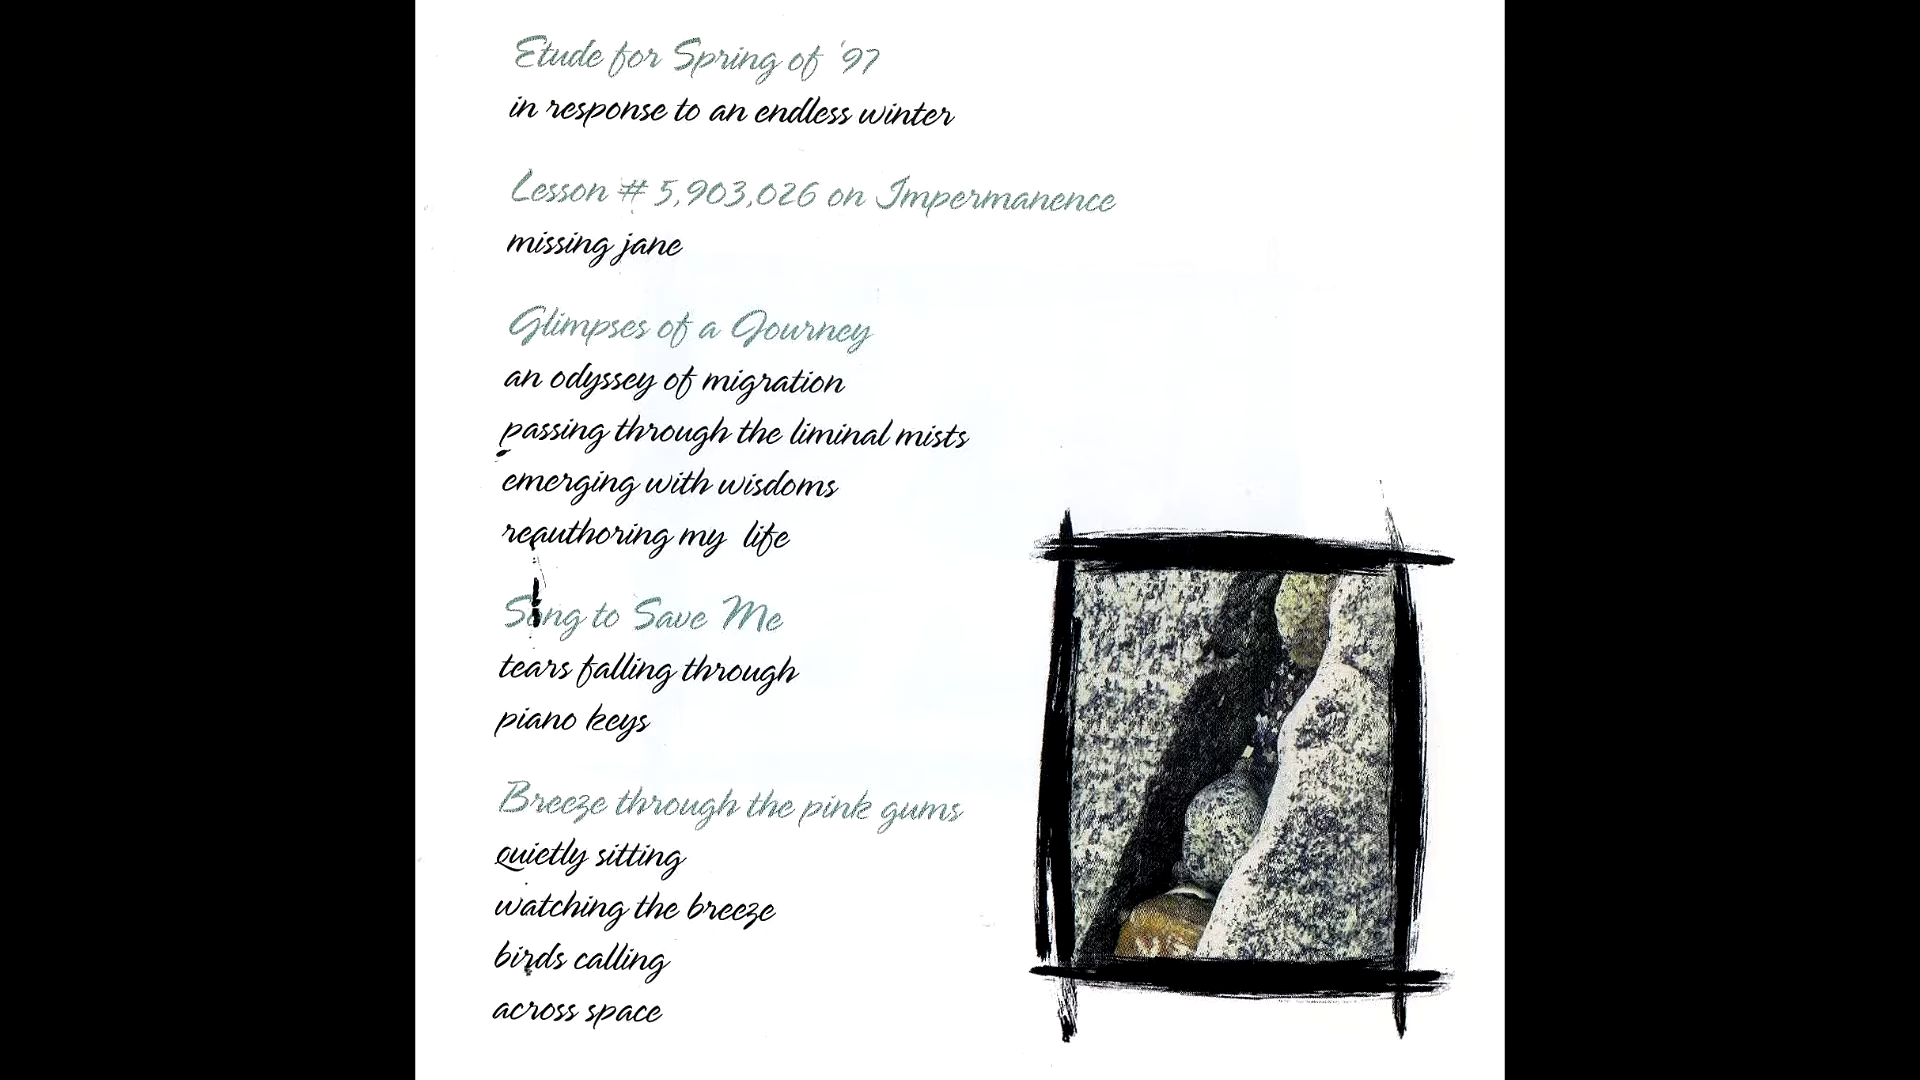 Etude for Spring of '97
in response to an endless winter
Lesson # 5,903,026 on Impermanence
missing jane
Glimpses of a Journey
an odyssey of migration
passing through the liminal mists
emerging with wisdoms
reauthoring my life
Song to Save Me
tears falling through
piano keys
Breeze through the pink gums
quietly sitting
watching the breeze
birds calling
across space